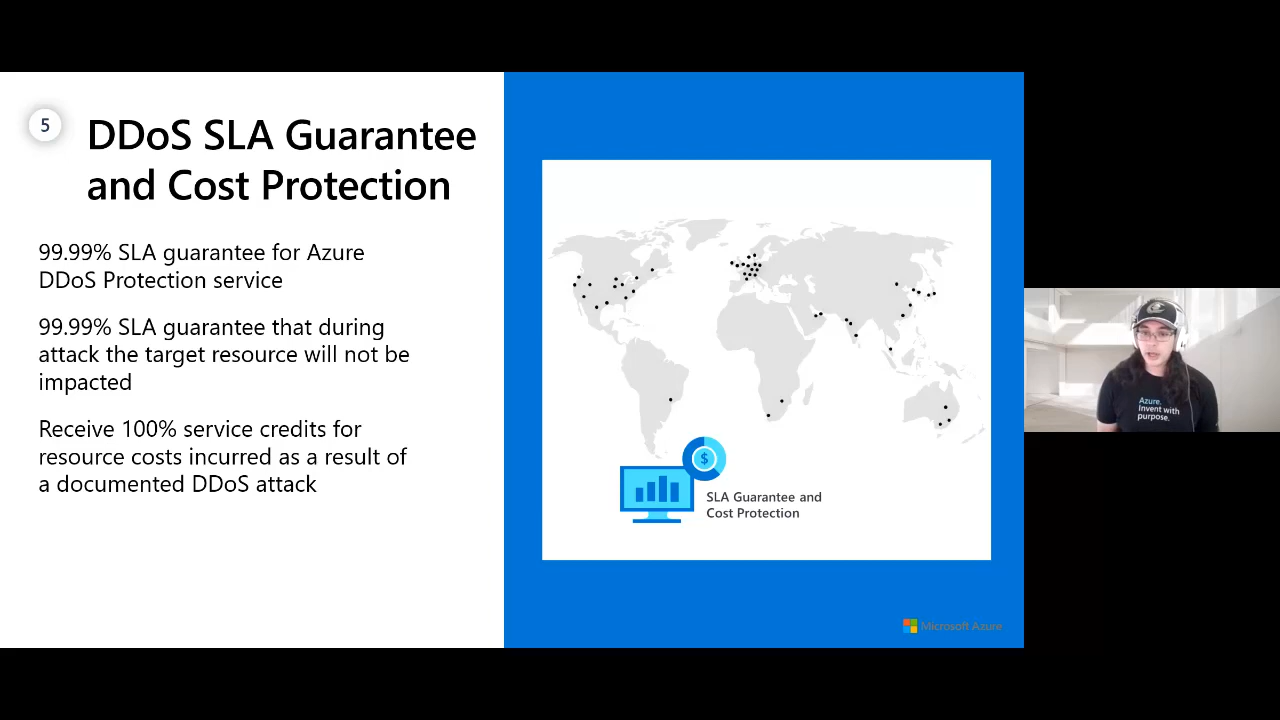 5
DDoS SLA Guarantee
and Cost Protection
99.99% SLA guarantee for Azure
DDoS Protection service
99.99% SLA guarantee that during
attack the target resource will not be
impacted
Receive 100% service credits for
resource costs incurred as a result of
a documented DDoS attack
$
SLA Guarantee and
Cost Protection
Microsoft Azure
Azure.
Invent with
purpose.